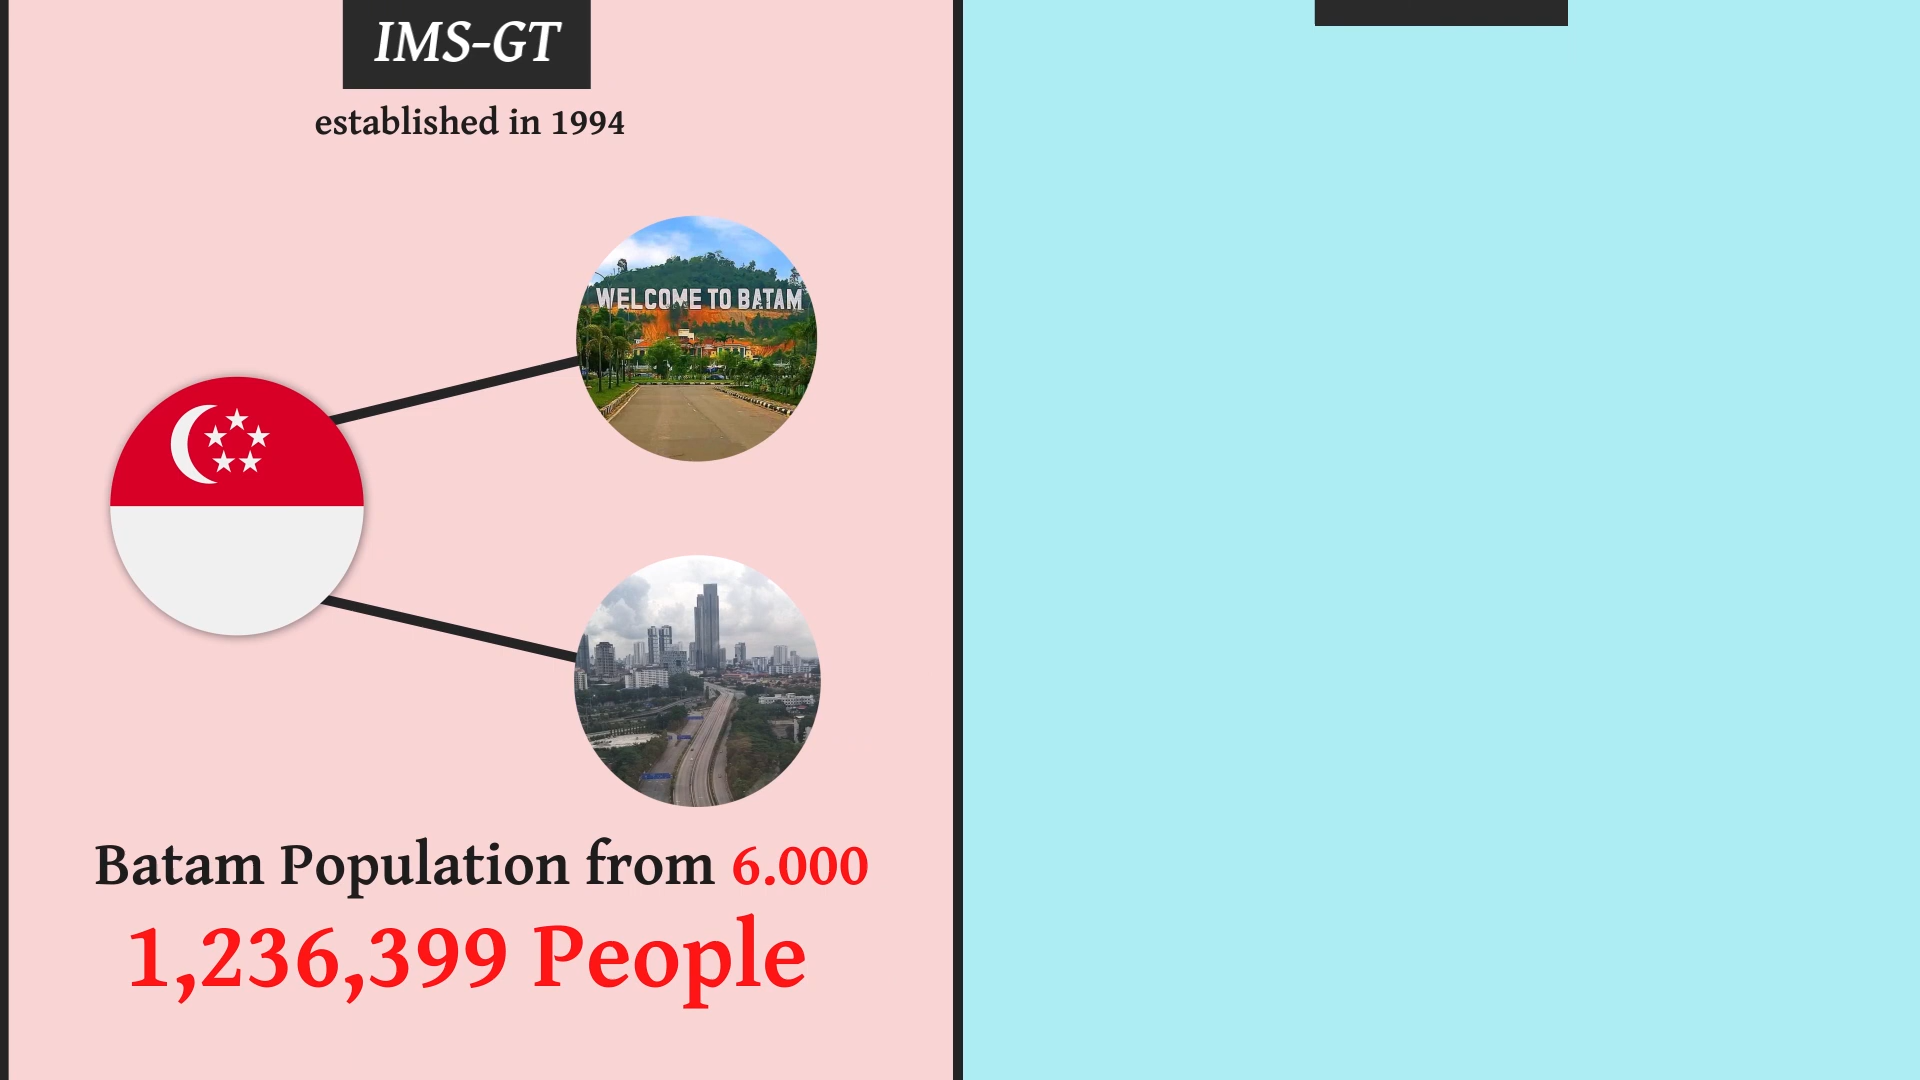 IMS-GT
established in 1994
WELCOME TO BATAM
Batam Population from 6.000
1,236,399 People